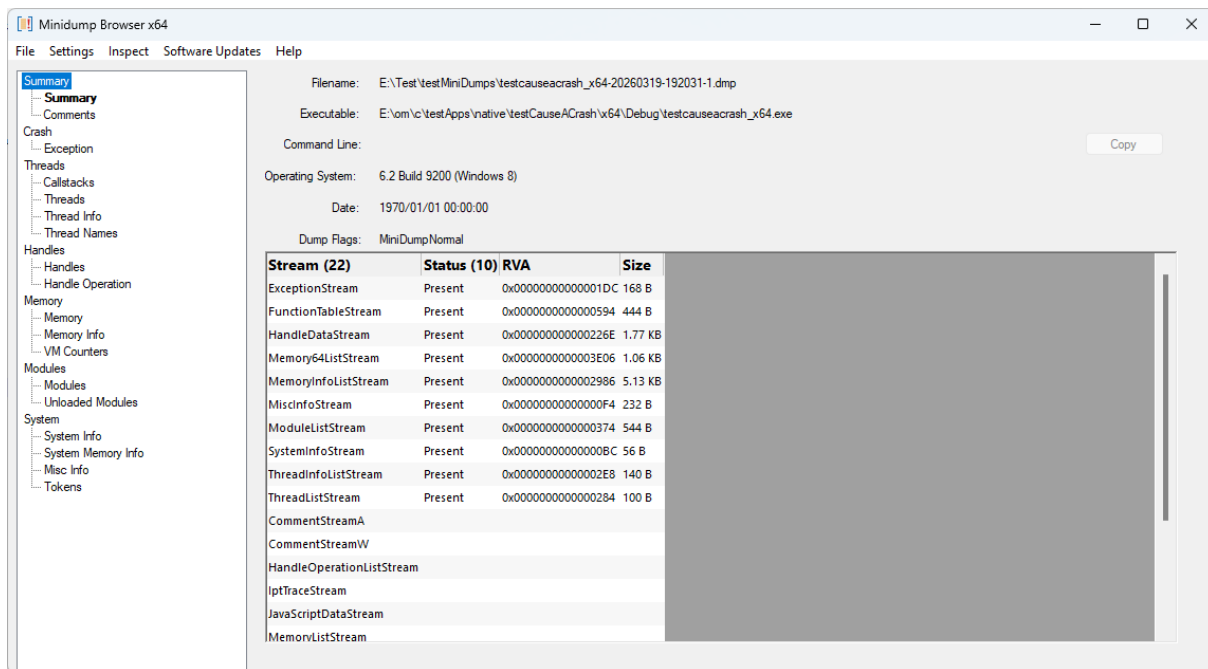 Minidump Browser x64
File Settings Inspect Software Updates Help
Summary
Summary
Comments
Crash
Exception
Threads
Callstacks
Threads
Thread Info
Thread Names
Handles
Handles
Handle Operation
Memory
Memory
Memory Info
VM Counters
Modules
Modules
Unloaded Modules
System
System Info
System Memory Info
Misc Info
Tokens
Filename: E:\Test\testMiniDumps\testcauseacrash_x64-20260319-192031-1.dmp
Executable: E:\om\c\testApps\native\testCauseACrash\x64\Debug\testcauseacrash_x64.exe
Command Line:
Copy
Operating System: 6.2 Build 9200 (Windows 8)
Date: 1970/01/01 00:00:00
Dump Flags: MiniDumpNormal
Stream (22) Status (10) RVA Size
ExceptionStream Present 0x00000000000001DC 168 B
FunctionTableStream Present 0x0000000000000594 444 B
HandleDataStream Present 0x000000000000226E 1.77 KB
Memory64ListStream Present 0x0000000000003E06 1.06 KB
MemoryInfoListStream Present 0x0000000000002986 5.13 KB
MiscInfoStream Present 0x00000000000000F4 232 B
ModuleListStream Present 0x0000000000000374 544 B
SystemInfoStream Present 0x00000000000000BC 56 B
ThreadInfoListStream Present 0x00000000000002E8 140 B
ThreadListStream Present 0x0000000000000284 100 B
CommentStreamA
CommentStreamW
HandleOperationListStream
IptTraceStream
JavaScriptDataStream
MemoryListStream